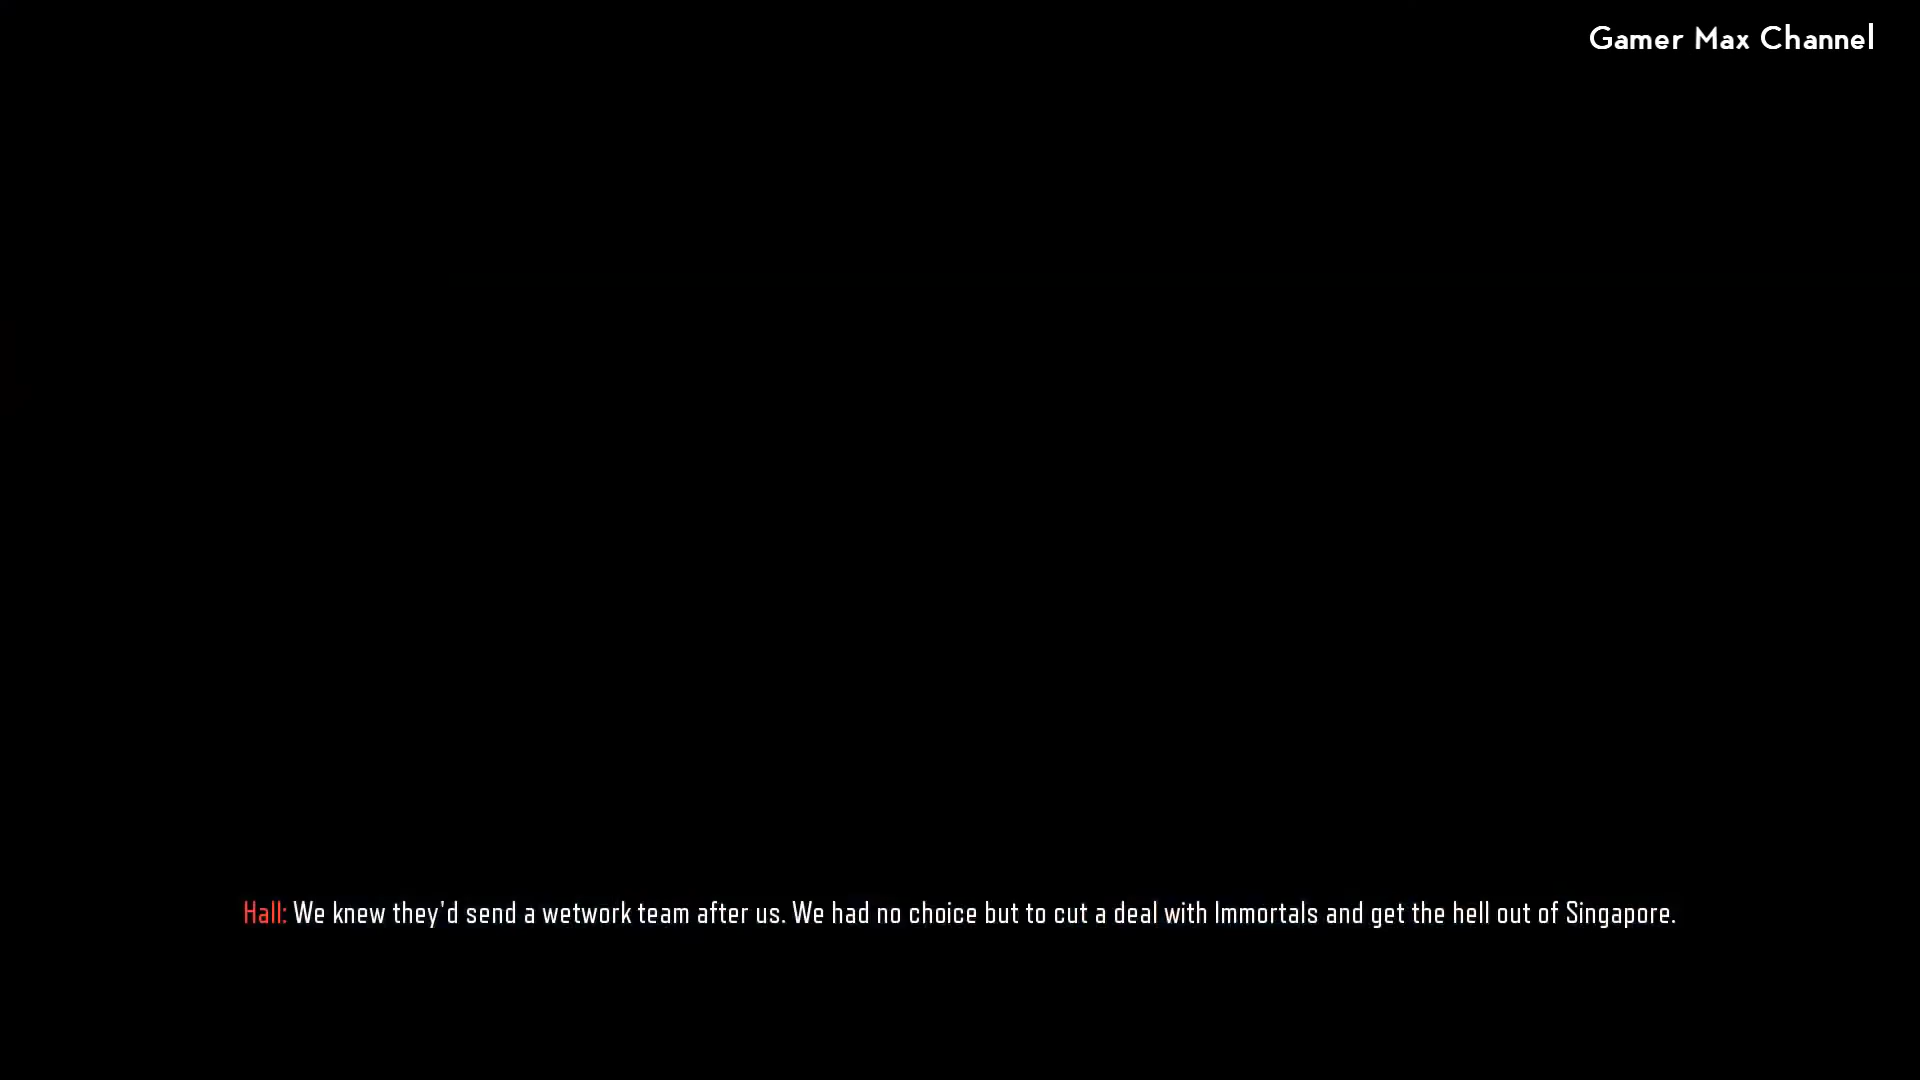 Gamer Max Channel
Hall: We knew they'd send a wetwork team after us. We had no choice but to cut a deal with Immortals and get the hell out of Singapore.